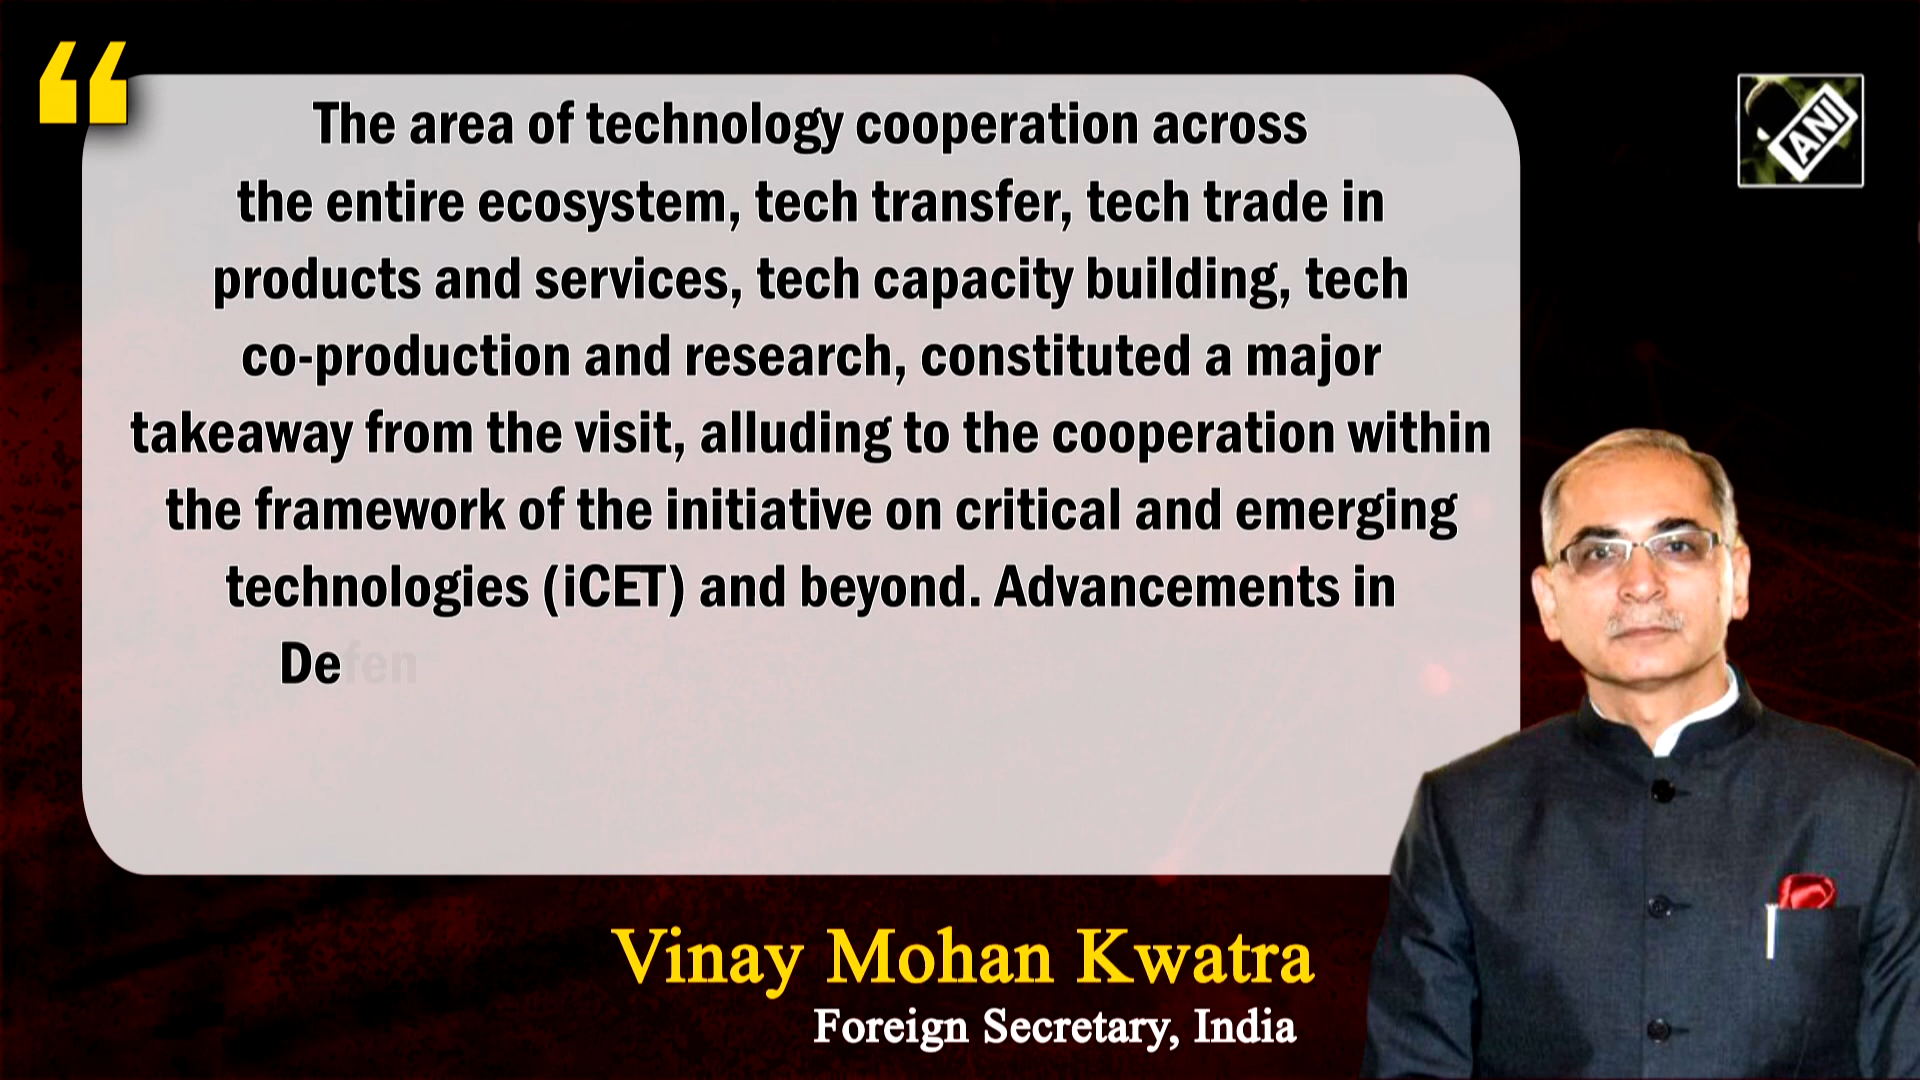 “
The area of technology cooperation across
the entire ecosystem, tech transfer, tech trade in
products and services, tech capacity building, tech
co-production and research, constituted a major
takeaway from the visit, alluding to the cooperation within
the framework of the initiative on critical and emerging
technologies (iCET) and beyond. Advancements in
Defen
ANI
Vinay Mohan Kwatra
Foreign Secretary, India